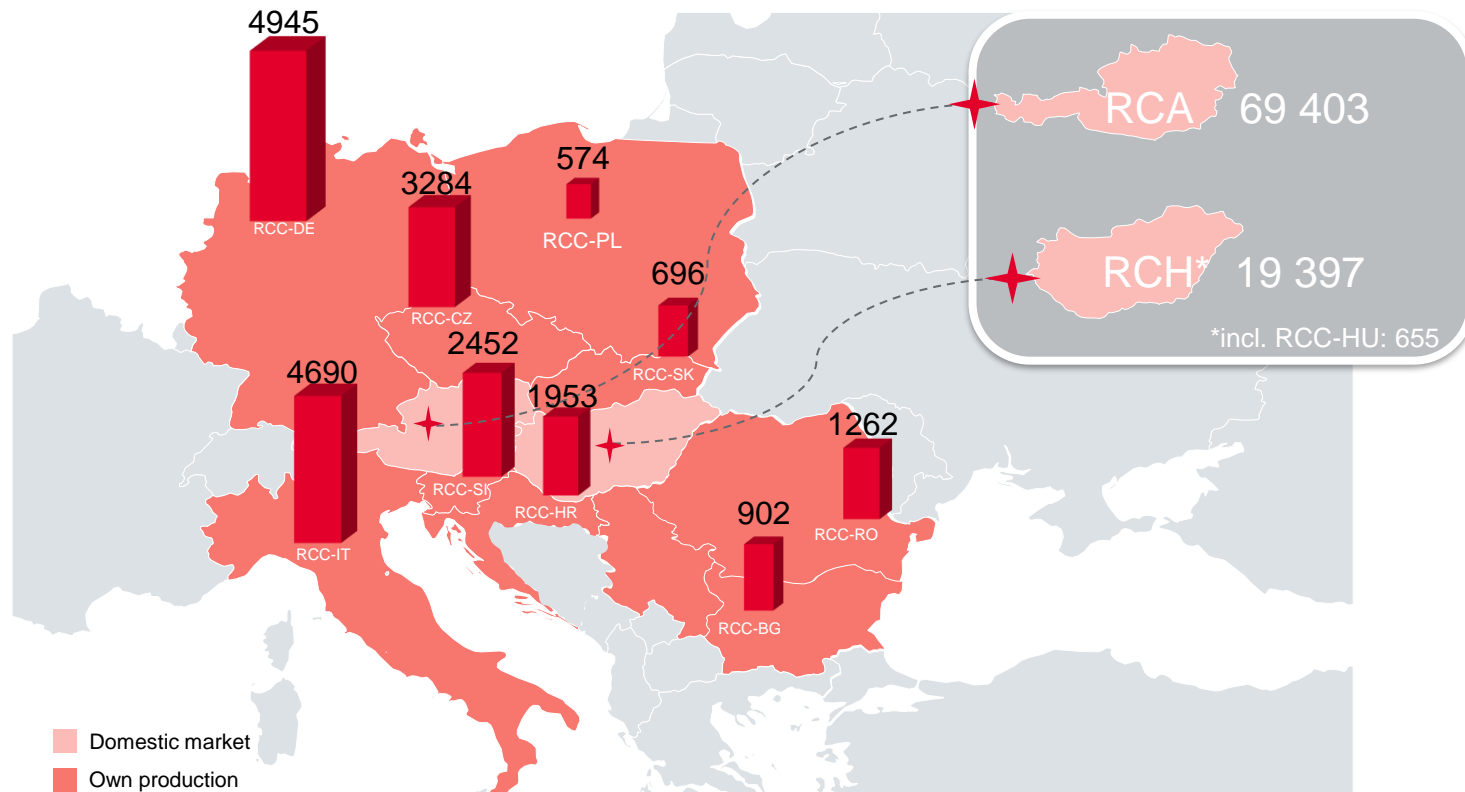 4945
RCC-DE
3284
RCC-CZ
574
RCC-PL
696
RCC-SK
4690
RCC-IT
2452
RCC-SI
1953
RCC-HR
1262
RCC-RO
902
RCC-BG
RCA 69 403
RCH* 19 397
*incl. RCC-HU: 655
Domestic market
Own production